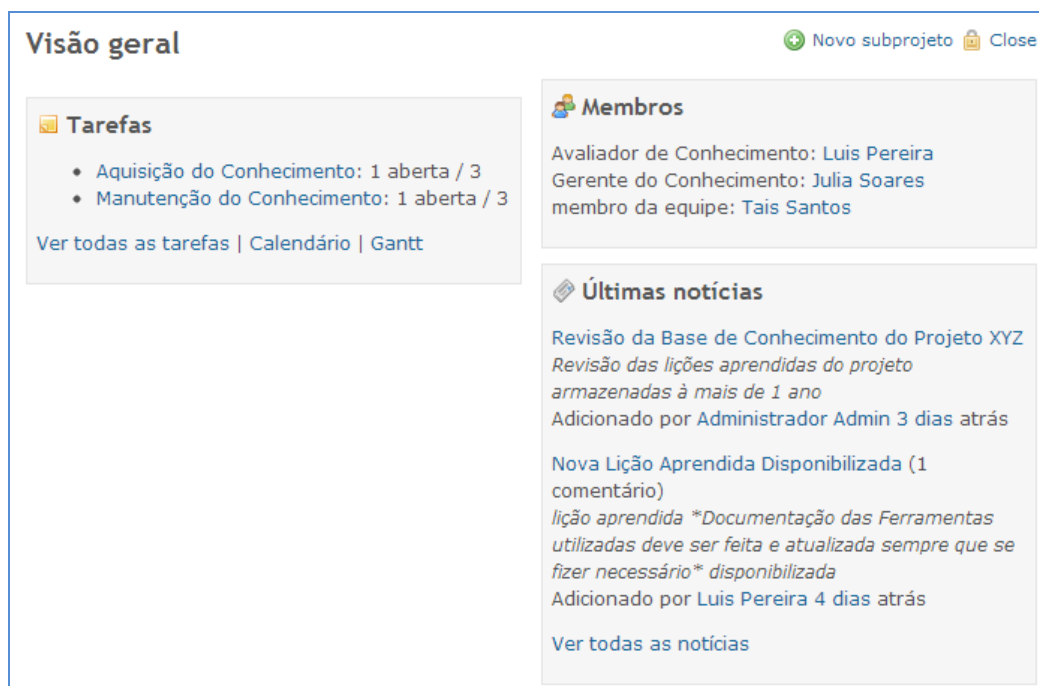 Visão geral
Novo subprojeto Close
Tarefas
• Aquisição do Conhecimento: 1 aberta / 3
• Manutenção do Conhecimento: 1 aberta / 3
Ver todas as tarefas | Calendário | Gantt
Membros
Avaliador de Conhecimento: Luis Pereira
Gerente do Conhecimento: Julia Soares
membro da equipe: Tais Santos
Últimas notícias
Revisão da Base de Conhecimento do Projeto XYZ
Revisão das lições aprendidas do projeto
armazenadas à mais de 1 ano
Adicionado por Administrador Admin 3 dias atrás
Nova Lição Aprendida Disponibilizada (1
comentário)
lição aprendida *Documentação das Ferramentas
utilizadas deve ser feita e atualizada sempre que se
fizer necessário* disponibilizada
Adicionado por Luis Pereira 4 dias atrás
Ver todas as notícias